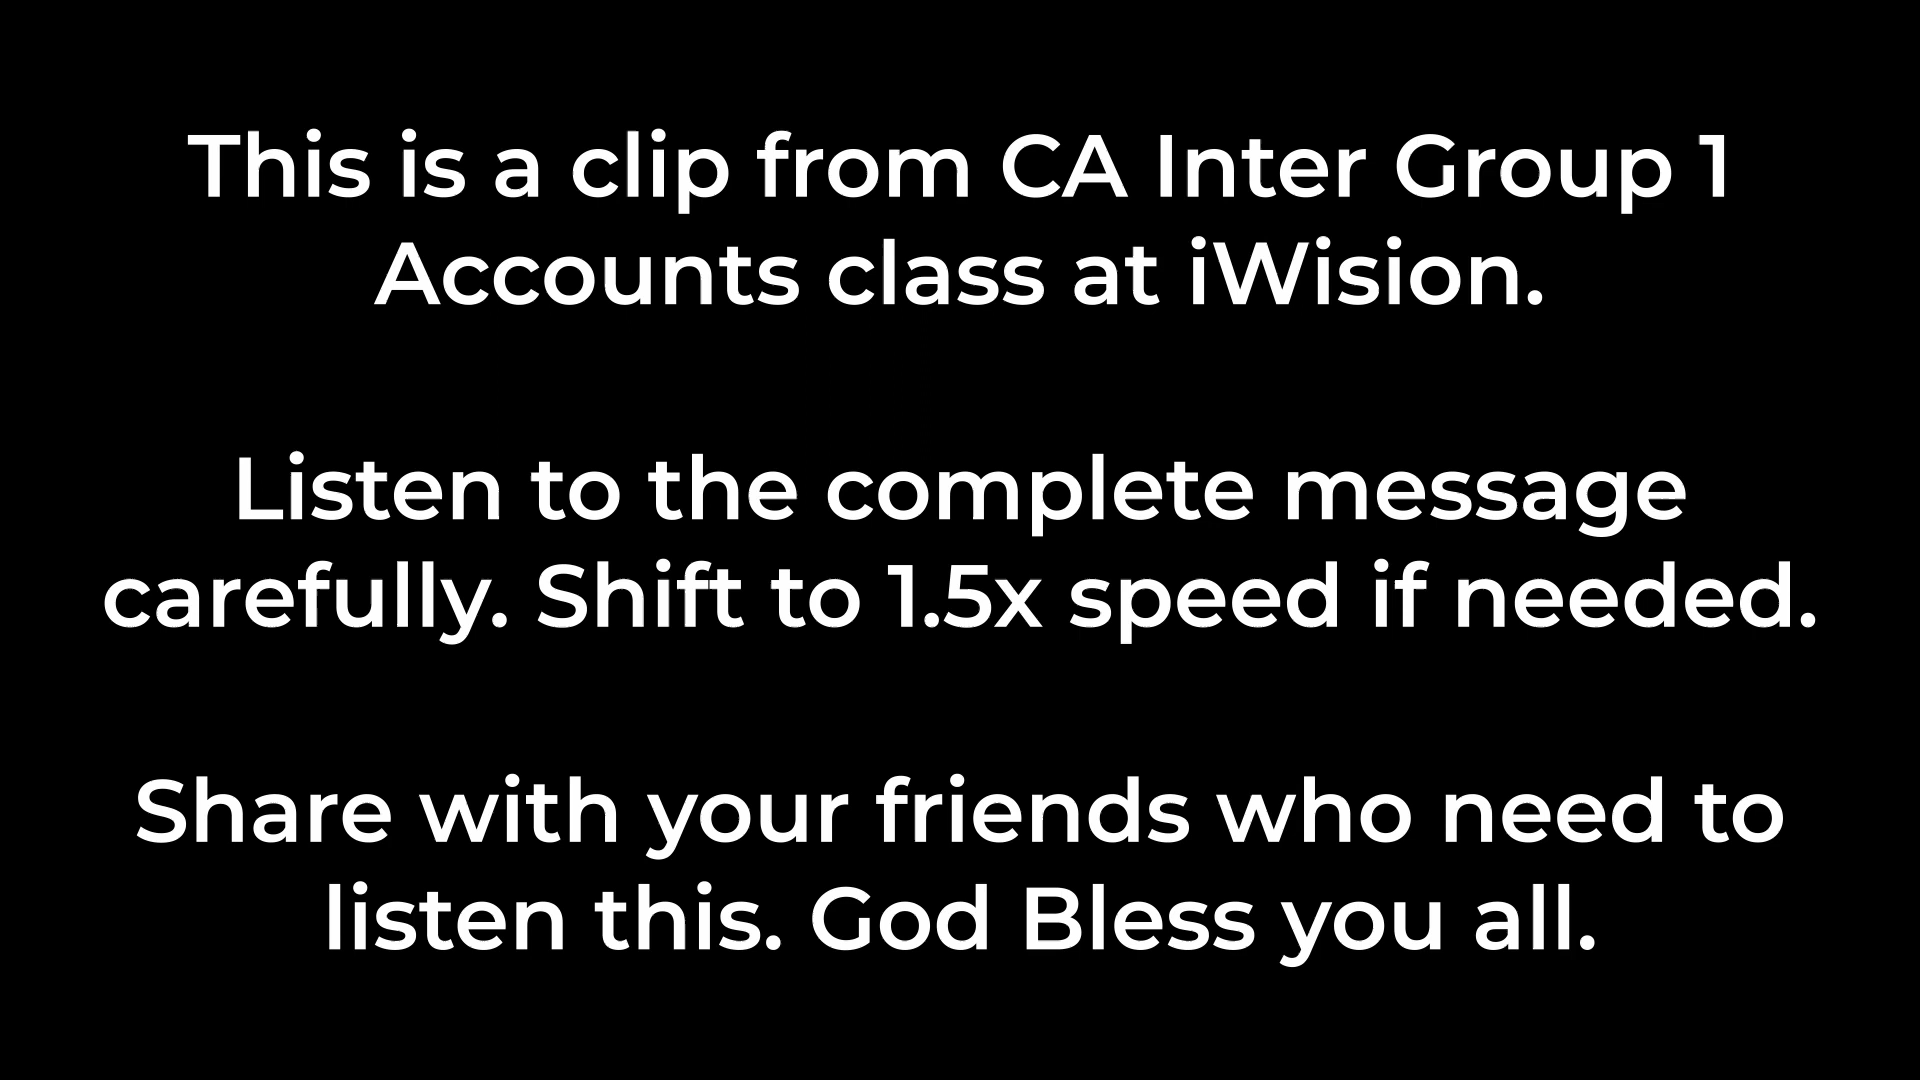 This is a clip from CA Inter Group 1
Accounts class at iWision.
Listen to the complete message
carefully. Shift to 1.5x speed if needed.
Share with your friends who need to
listen this. God Bless you all.